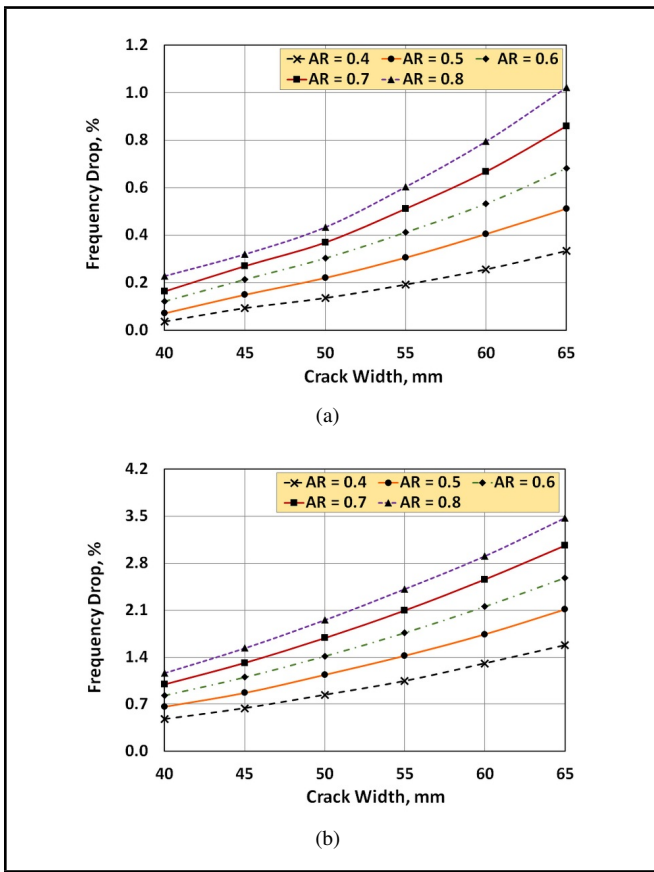 1.2
1.0
0.8
0.6
0.4
0.2
0.0
Frequency Drop, %
AR = 0.4 AR = 0.5 AR = 0.6
AR = 0.7 AR = 0.8
40 45 50 55 60 65
Crack Width, mm
(a)
4.2
3.5
2.8
2.1
1.4
0.7
0.0
Frequency Drop, %
AR = 0.4 AR = 0.5 AR = 0.6
AR = 0.7 AR = 0.8
40 45 50 55 60 65
Crack Width, mm
(b)